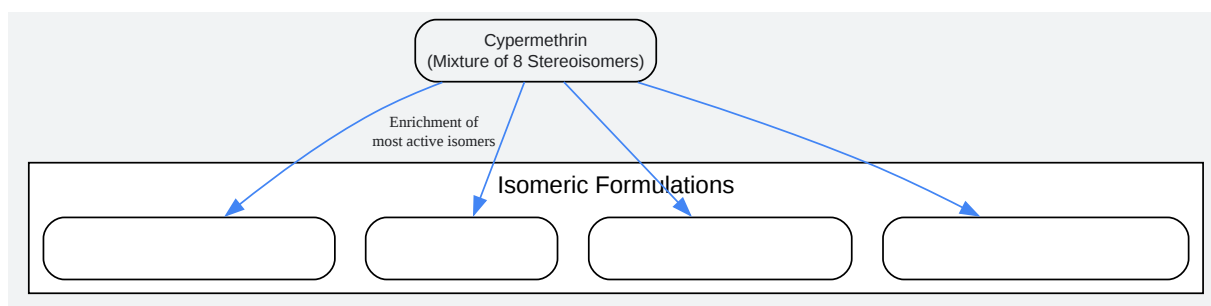 Cypermethrin
(Mixture of 8 Stereoisomers)
Enrichment of
most active isomers
Isomeric Formulations